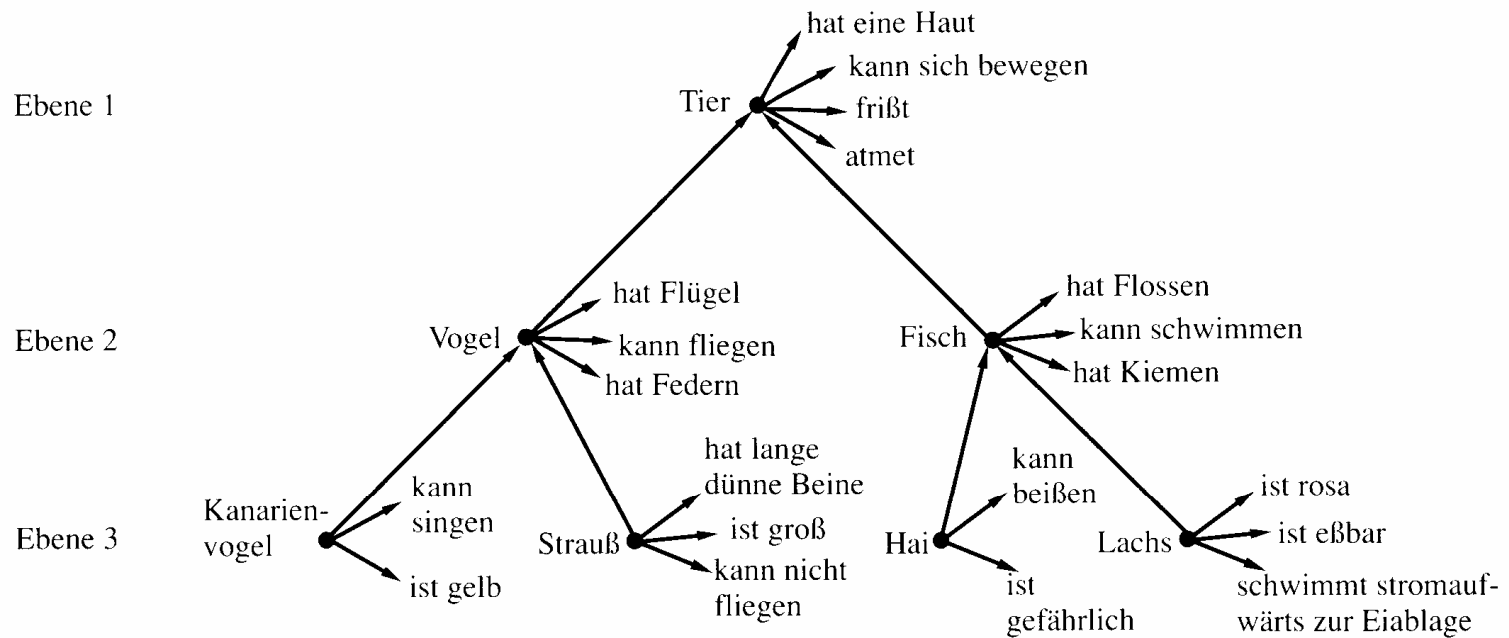 hat eine Haut
kann sich bewegen
Ebene 1
Tier
frißt
atmet
hat Flügel
hat Flossen
Ebene 2
Vogel
kann fliegen
Fisch
kann schwimmen
hat Federn
hat Kiemen
Ebene 3
Kanarien-
vogel
kann
singen
ist gelb
Strauß
hat lange
dünne Beine
ist groß
kann nicht
fliegen
Hai
kann
beißen
ist
gefährlich
Lachs
ist rosa
ist eßbar
schwimmt stromauf-
wärts zur Eiablage